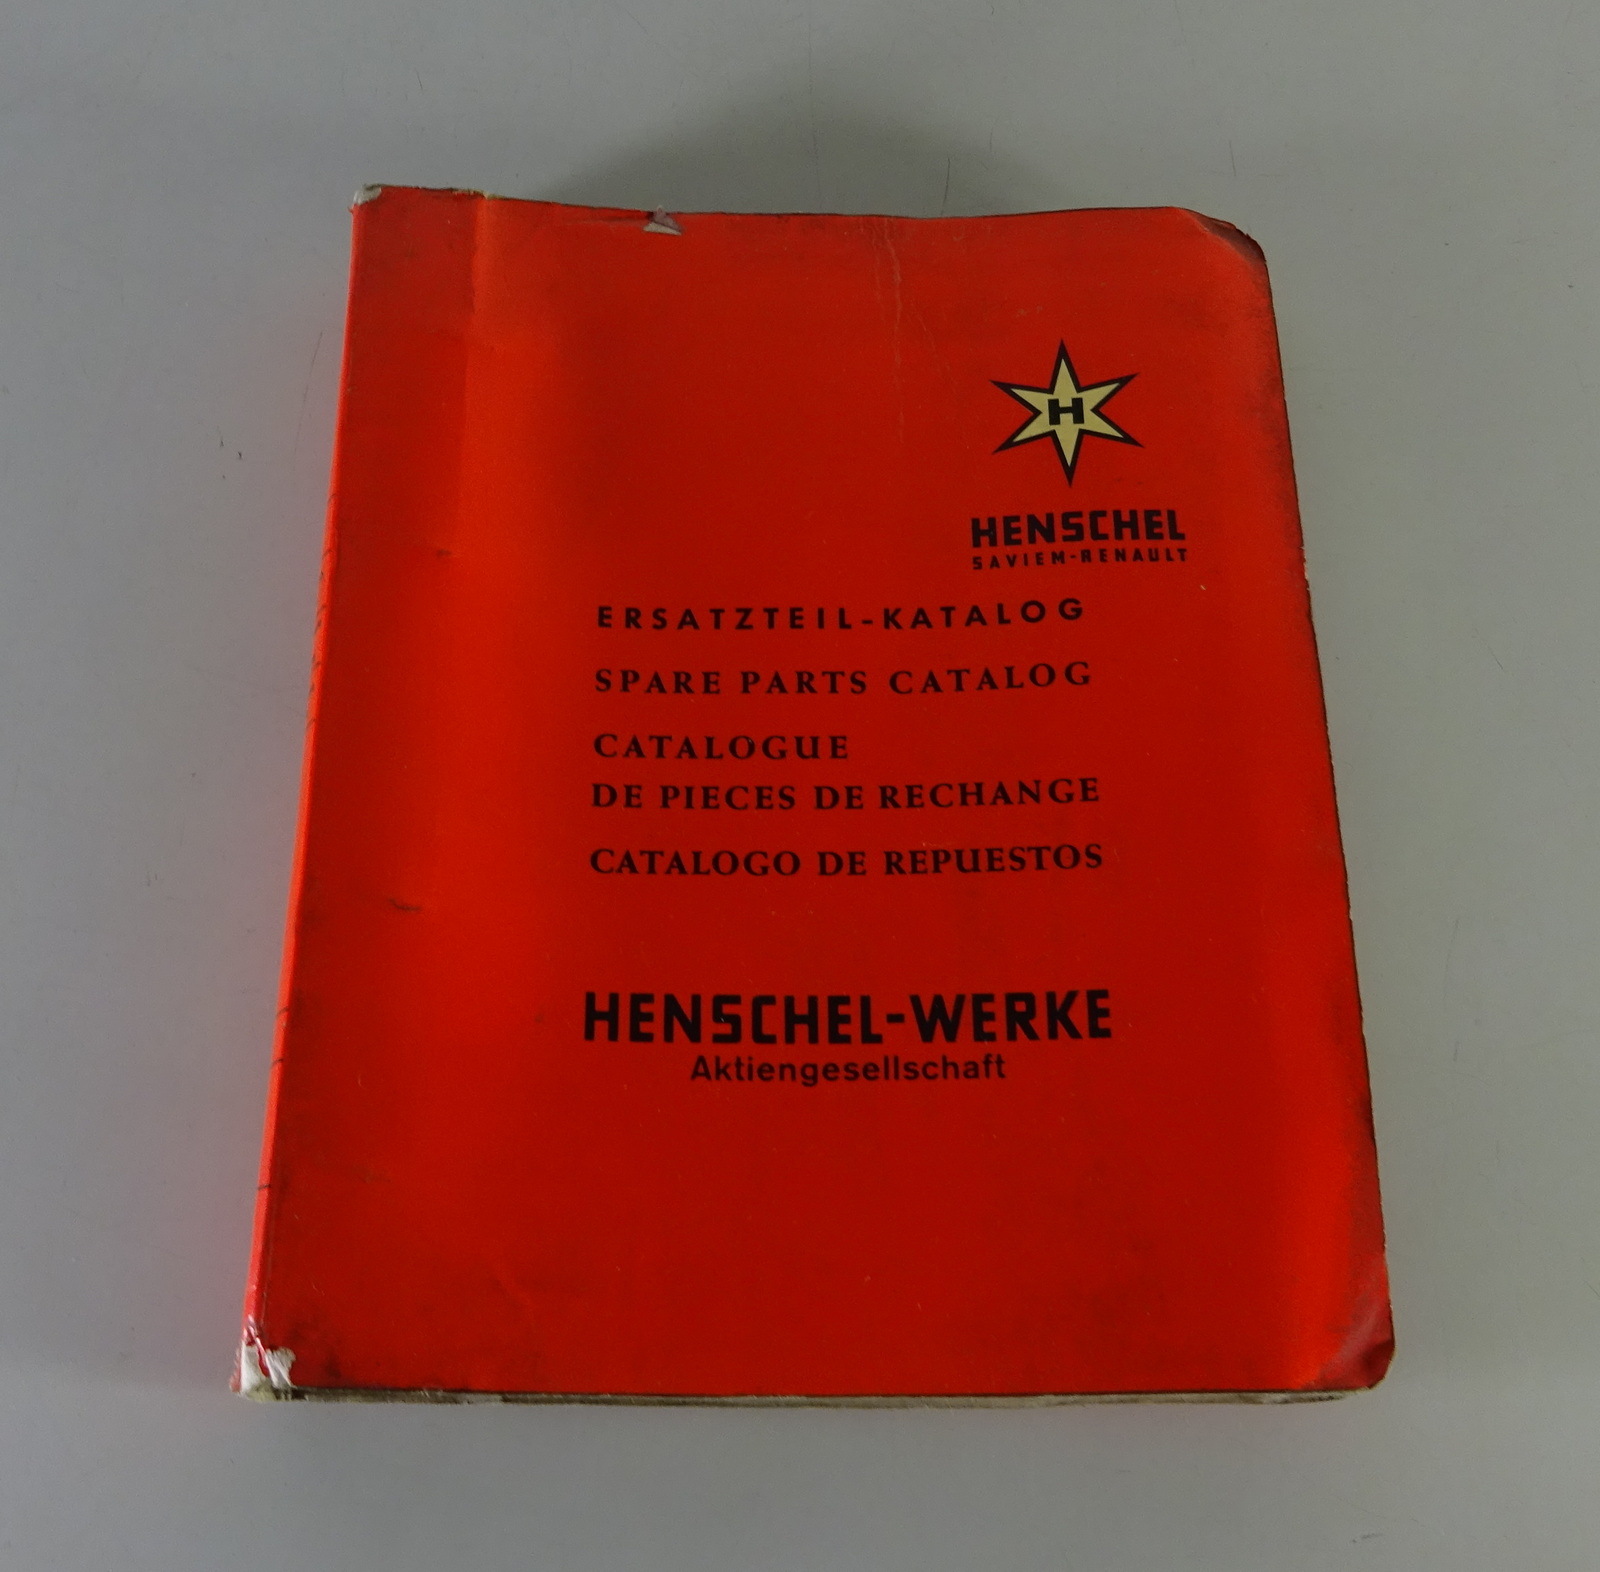 H
HENSCHEL
SAVIEM-RENAULT
ERSATZTEIL-KATALOG
SPARE PARTS CATALOG
CATALOGUE
DE PIECES DE RECHANGE
CATALOGO DE REPUESTOS
HENSCHEL-WERKE
Aktiengesellschaft